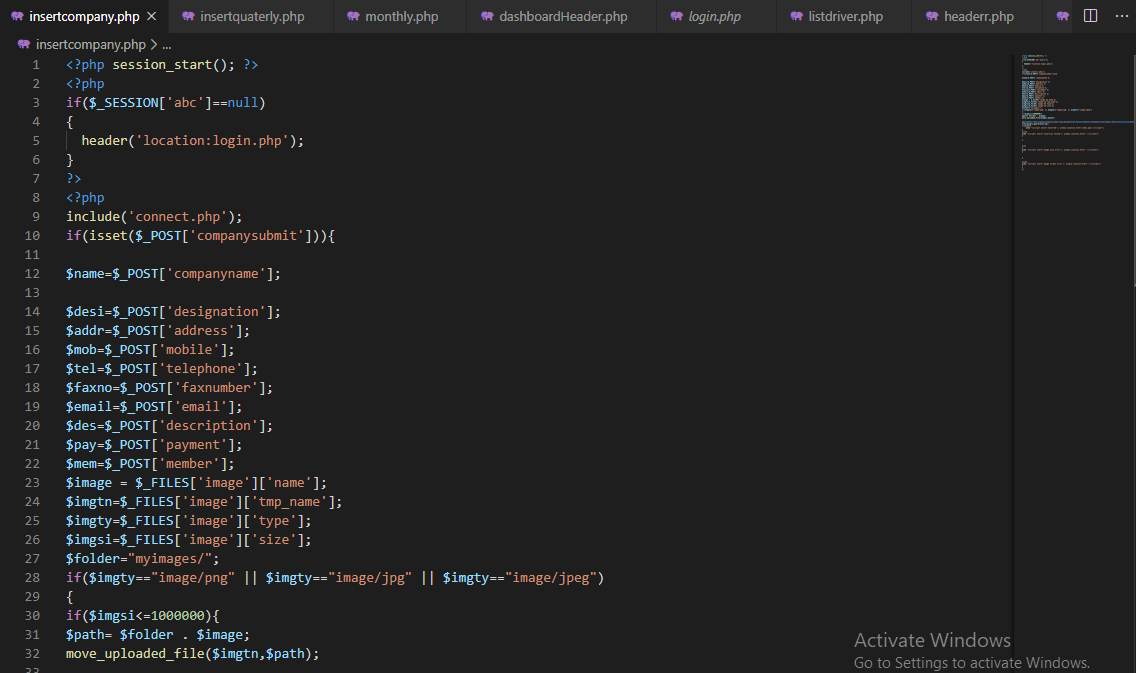 insertcompany.php insertquaterly.php monthly.php dashboardHeader.php login.php listdriver.php headerr.php
insertcompany.php > ...
1 <?php session_start(); ?>
2 <?php
3 if($_SESSION['abc']==null)
4 {
5 header('location:login.php');
6 }
7 ?>
8 <?php
9 include('connect.php');
10 if(isset($_POST['companysubmit'])){
11
12 $name=$_POST['companyname'];
13
14 $desi=$_POST['designation'];
15 $addr=$_POST['address'];
16 $mob=$_POST['mobile'];
17 $tel=$_POST['telephone'];
18 $faxno=$_POST['faxnumber'];
19 $email=$_POST['email'];
20 $des=$_POST['description'];
21 $pay=$_POST['payment'];
22 $mem=$_POST['member'];
23 $image = $_FILES['image']['name'];
24 $imgtn=$_FILES['image']['tmp_name'];
25 $imgty=$_FILES['image']['type'];
26 $imgsi=$_FILES['image']['size'];
27 $folder="myimages/";
28 if($imgty=="image/png" || $imgty=="image/jpg" || $imgty=="image/jpeg")
29 {
30 if($imgsi<=1000000){
31 $path= $folder . $image;
32 move_uploaded_file($imgtn,$path);
33
Activate Windows
Go to Settings to activate Windows.